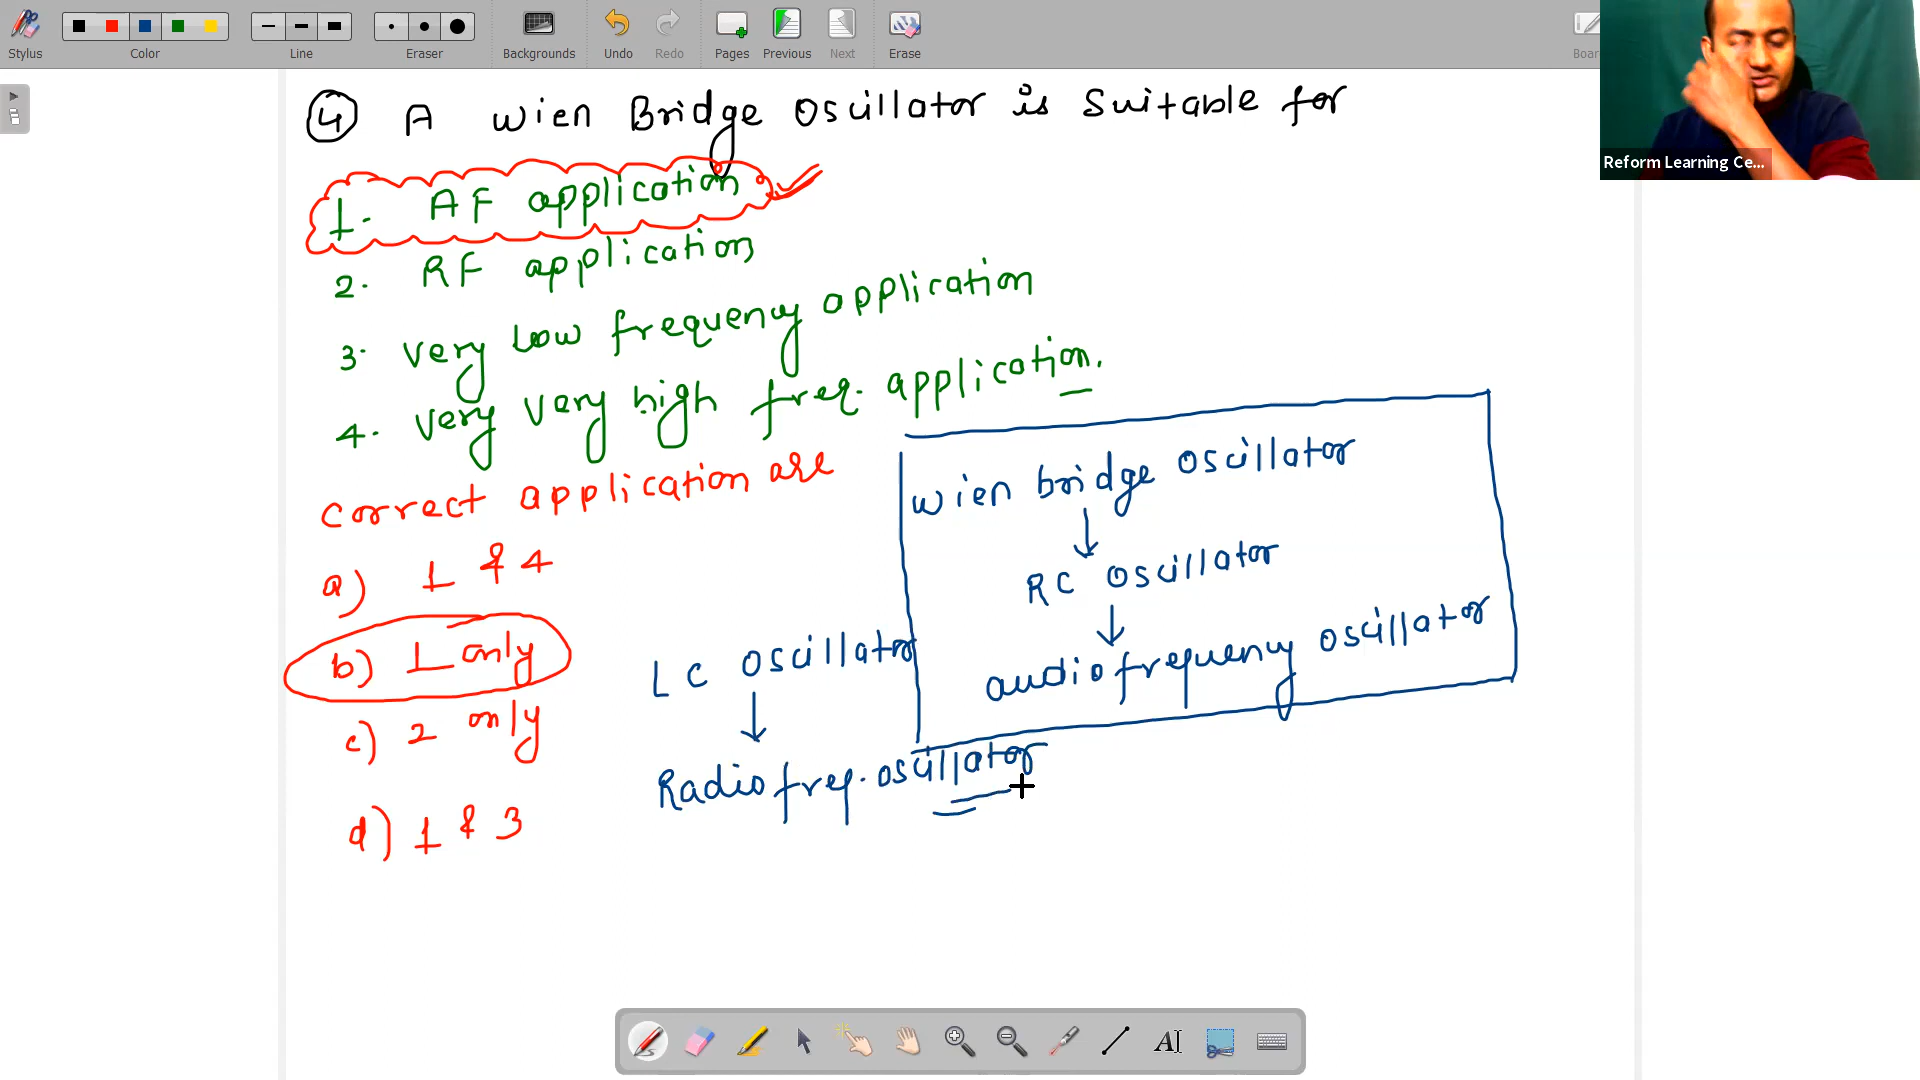 Stylus
Color
Line
Eraser
Backgrounds
Undo
Redo
Pages
Previous
Next
Erase
Boar
Reform Learning Ce...
4 A wien Bridge Oscillator is Suitable for
1. AF application
2. RF application
3. very low frequency application
4. very very high freq. application.
correct application are
a) 1 & 4
b) 1 only
c) 2 only
d) 1 & 3
wien bridge oscillator
RC oscillator
audio frequency oscillator
LC oscillator
Radio freq. oscillator
AI